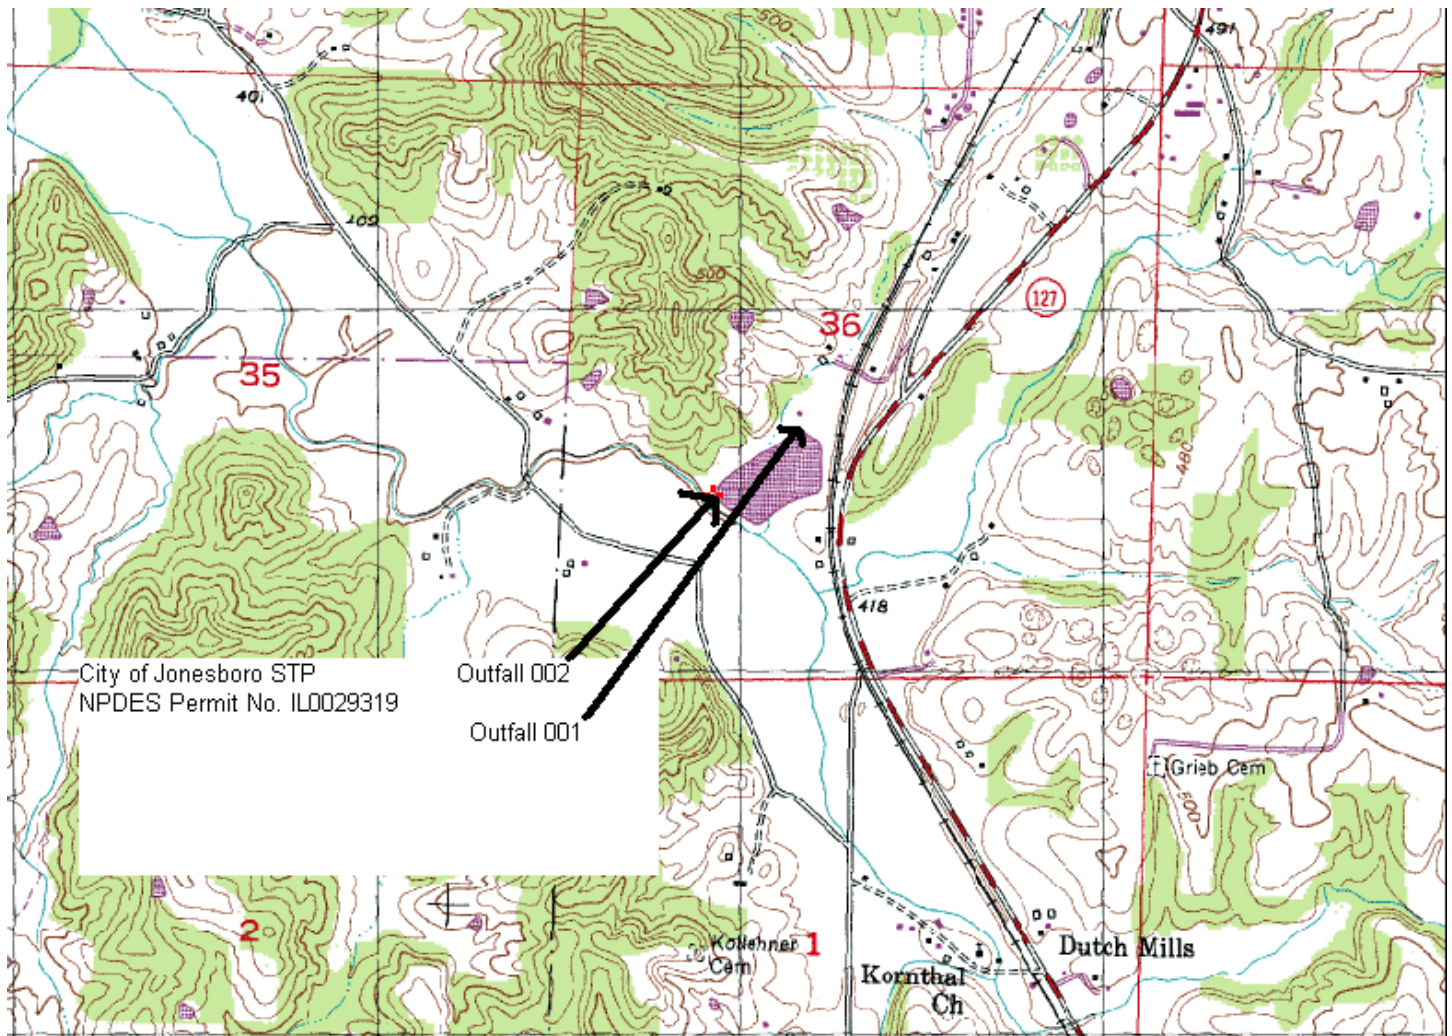 500
491
401
409
500
127
36
35
480
418
City of Jonesboro STP
NPDES Permit No. IL0029319
Outfall 002
Outfall 001
Grieb Cem
500
2
Kollehner
Cem
1
Dutch Mills
Kornthal
Ch